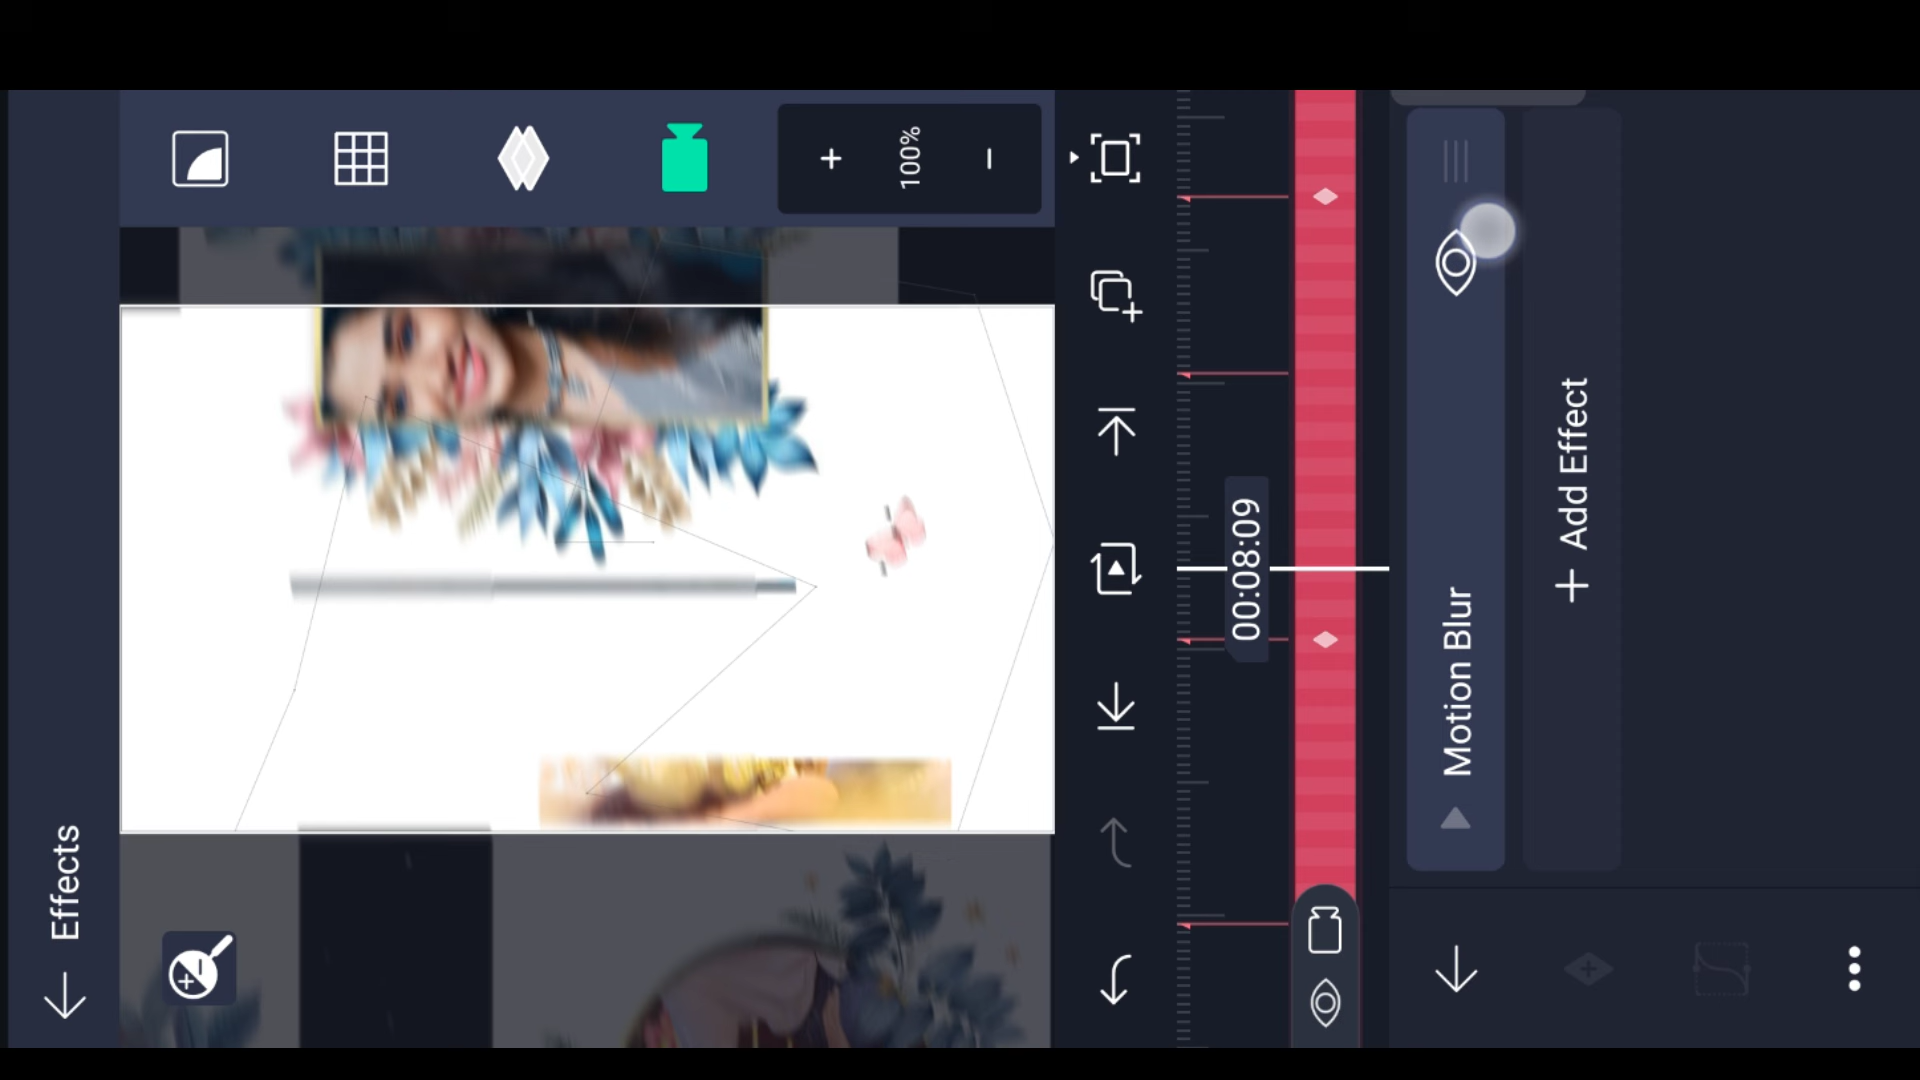 Effects
100%
+
−
00:08:09
Motion Blur
+ Add Effect